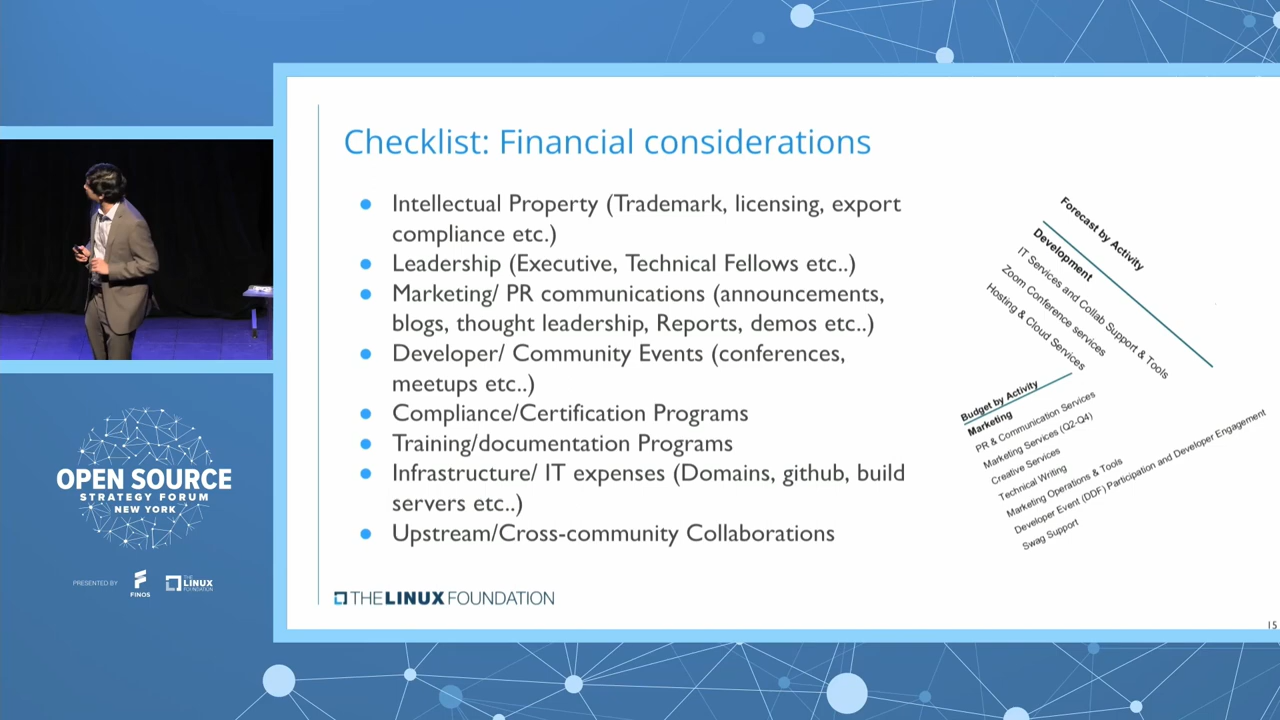 Checklist: Financial considerations
Intellectual Property (Trademark, licensing, export
compliance etc.)
Leadership (Executive, Technical Fellows etc..)
Marketing/ PR communications (announcements,
blogs, thought leadership, Reports, demos etc..)
Developer/ Community Events (conferences,
meetups etc..)
Compliance/Certification Programs
Training/documentation Programs
Infrastructure/ IT expenses (Domains, github, build
servers etc..)
Upstream/Cross-community Collaborations
Forecast by Activity
Development
IT Services and Collab Support & Tools
Zoom Conference services
Hosting & Cloud Services
Budget by Activity
Marketing
PR & Communication Services
Marketing Services (Q2-Q4)
Creative Services
Technical Writing
Marketing Operations & Tools
Developer Event (DDF) Participation and Developer Engagement
Swag Support
THE LINUX FOUNDATION
15
OPEN SOURCE
STRATEGY FORUM
NEW YORK
PRESENTED BY
FINOS
THE
LINUX
FOUNDATION